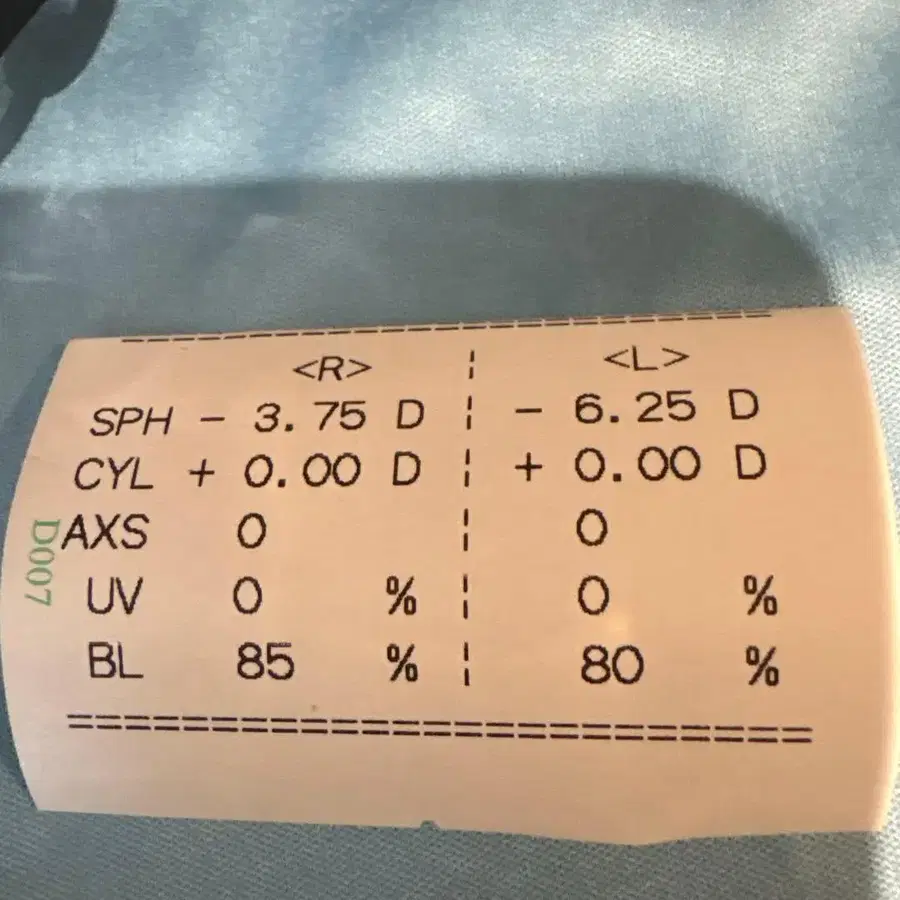 <R> ¦ <L>
SPH - 3.75 D ¦ - 6.25 D
CYL + 0.00 D ¦ + 0.00 D
AXS 0 ¦ 0
UV 0 % ¦ 0 %
BL 85 % ¦ 80 %
D007